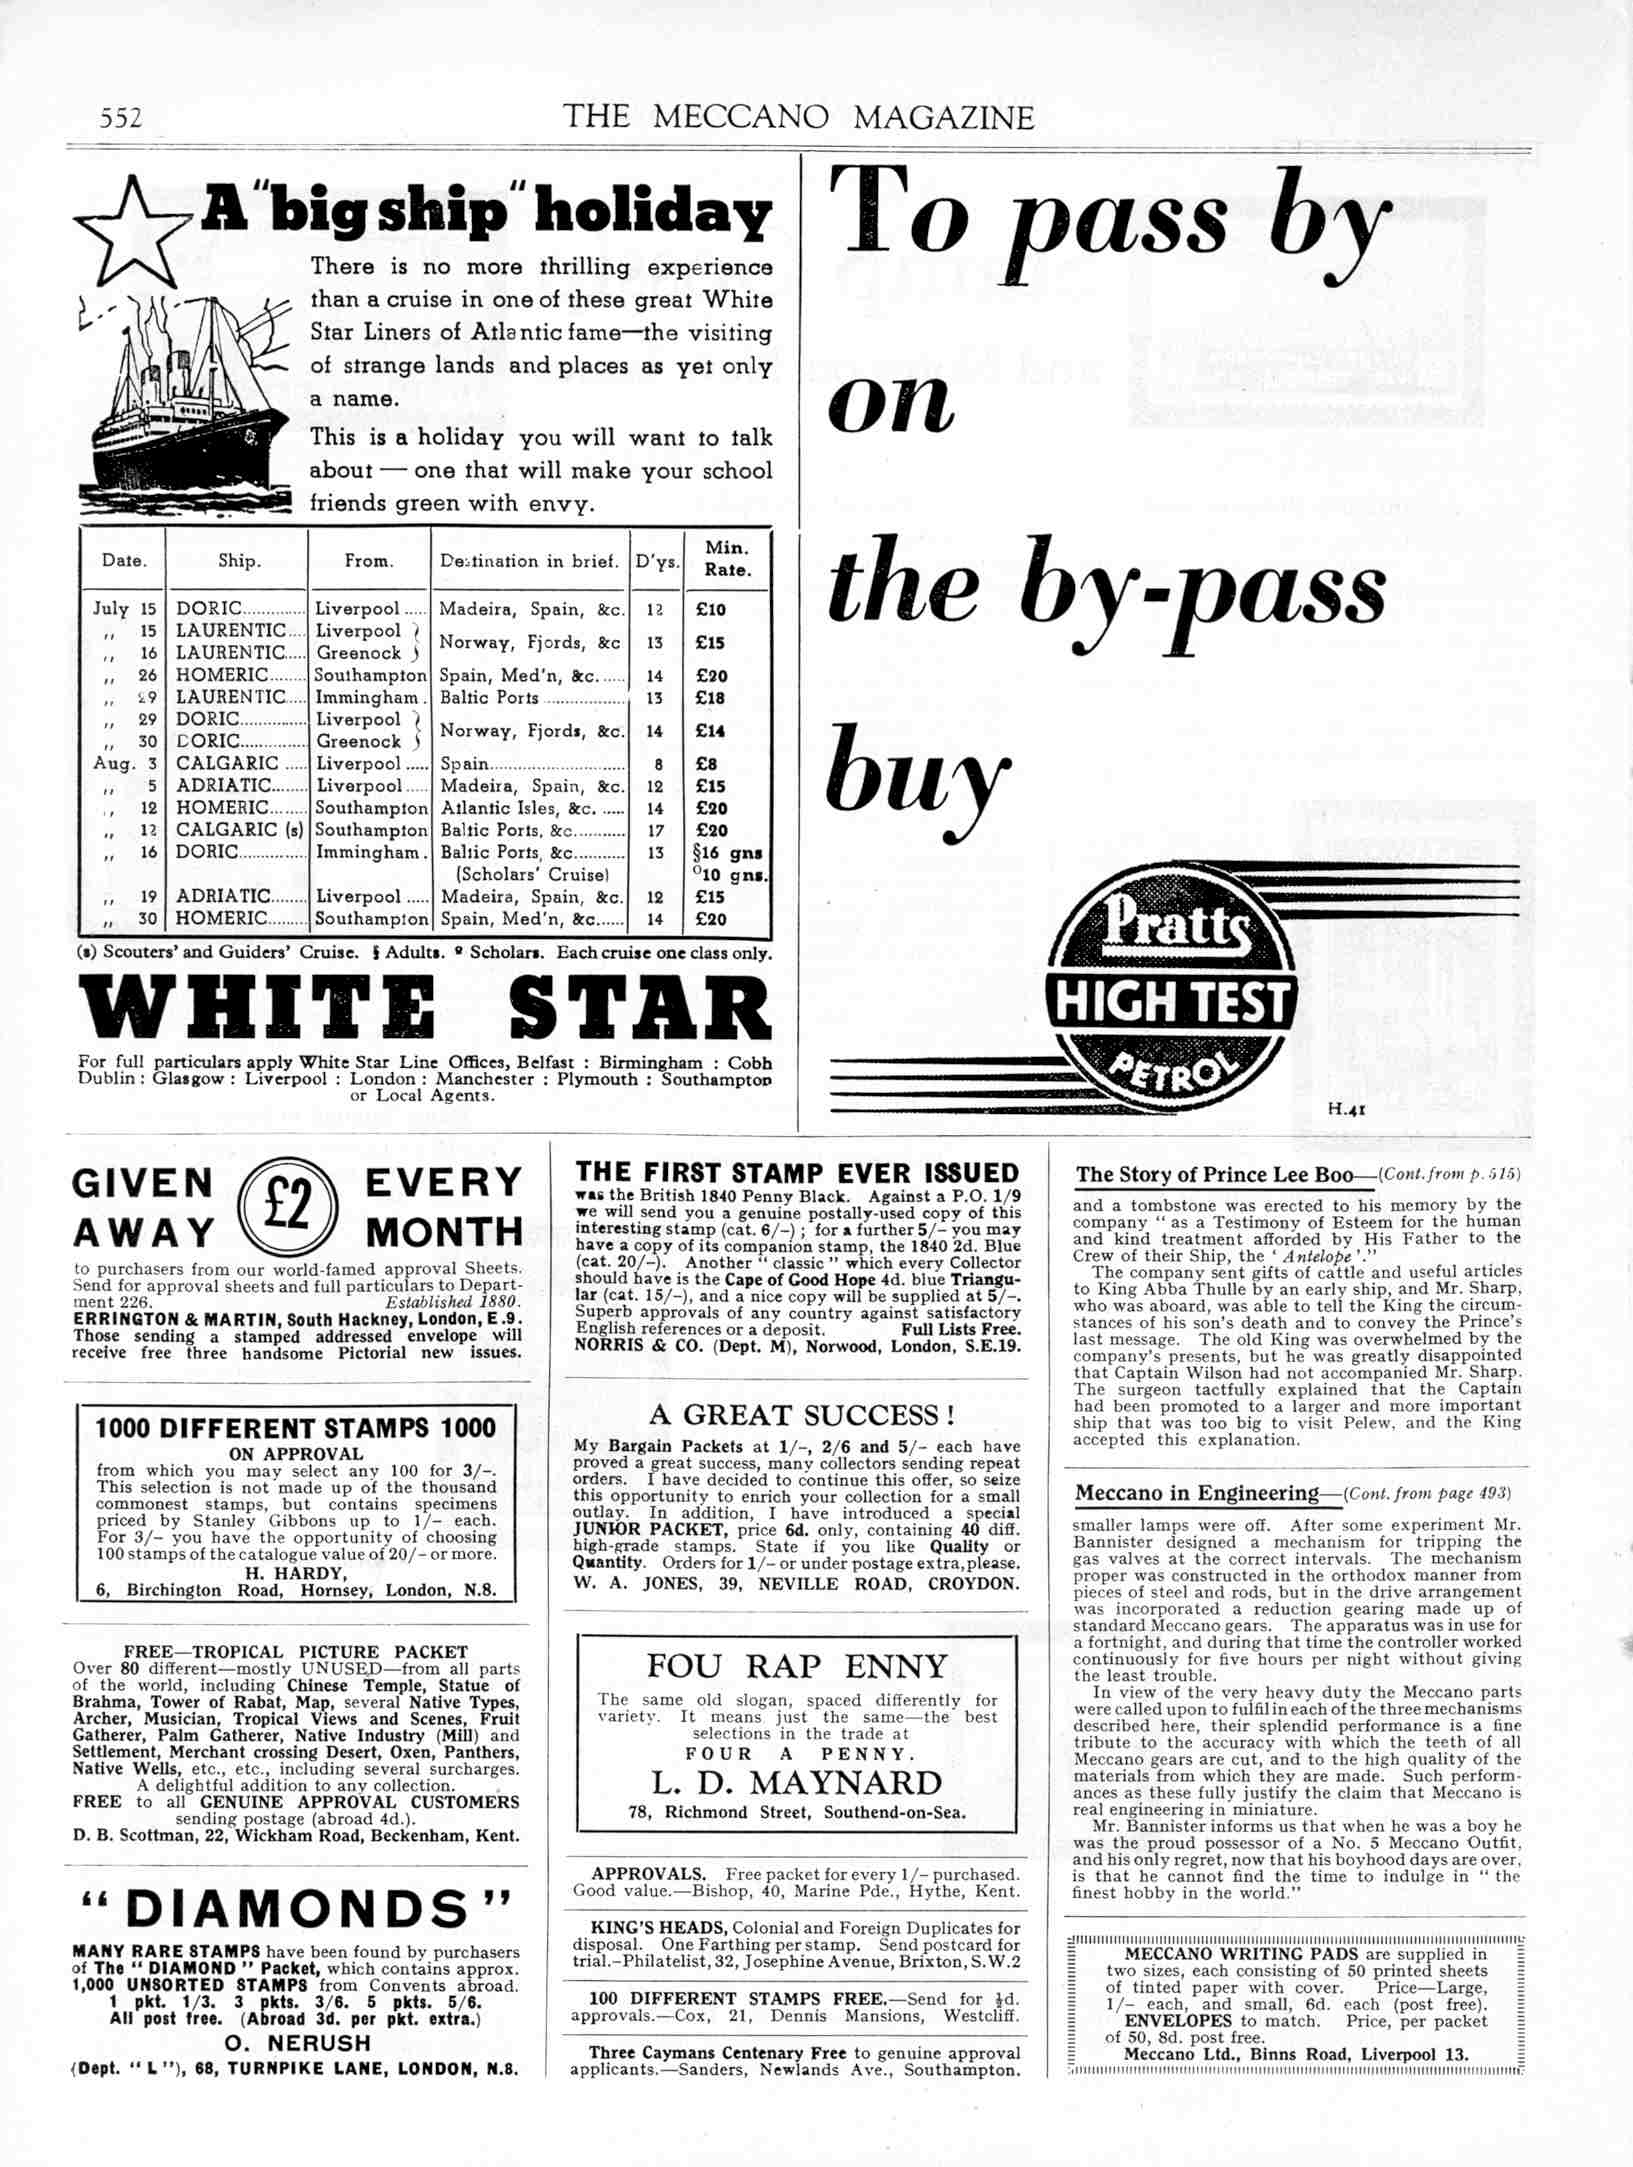 552
THE MECCANO MAGAZINE
A "big ship" holiday
There is no more thrilling experience
than a cruise in one of these great White
Star Liners of Atlantic fame—the visiting
of strange lands and places as yet only
a name.
This is a holiday you will want to talk
about — one that will make your school
friends green with envy.
Date. Ship. From. Destination in brief. D'ys. Min. Rate.
July 15 DORIC.............. Liverpool ..... Madeira, Spain, &c. 12 £10
,, 15 LAURENTIC.... Liverpool }
Norway, Fjords, &c 13 £15
,, 16 LAURENTIC..... Greenock }
,, 26 HOMERIC........ Southampton Spain, Med'n, &c...... 14 £20
,, 29 LAURENTIC..... Immingham. Baltic Ports .................. 13 £18
,, 29 DORIC............... Liverpool }
Norway, Fjords, &c. 14 £14
,, 30 DORIC............... Greenock }
Aug. 3 CALGARIC ..... Liverpool ..... Spain............................. 8 £8
,, 5 ADRIATIC........ Liverpool ..... Madeira, Spain, &c. 12 £15
,, 12 HOMERIC........ Southampton Atlantic Isles, &c. ..... 14 £20
,, 12 CALGARIC (s) Southampton Baltic Ports, &c........... 17 £20
,, 16 DORIC............... Immingham. Baltic Ports, &c........... 13 §16 gns
(Scholars' Cruise) º10 gns.
,, 19 ADRIATIC........ Liverpool ..... Madeira, Spain, &c. 12 £15
,, 30 HOMERIC......... Southampton Spain, Med'n, &c...... 14 £20
(s) Scouters' and Guiders' Cruise. § Adults. º Scholars. Each cruise one class only.
WHITE STAR
For full particulars apply White Star Line Offices, Belfast : Birmingham : Cobh
Dublin : Glasgow : Liverpool : London : Manchester : Plymouth : Southampton
or Local Agents.
To pass by
on
the by-pass
buy
Pratts
HIGH TEST
PETROL
H.41
GIVEN £2 EVERY
AWAY MONTH
to purchasers from our world-famed approval Sheets.
Send for approval sheets and full particulars to Depart-
ment 226. Established 1880.
ERRINGTON & MARTIN, South Hackney, London, E.9.
Those sending a stamped addressed envelope will
receive free three handsome Pictorial new issues.
1000 DIFFERENT STAMPS 1000
ON APPROVAL
from which you may select any 100 for 3/-.
This selection is not made up of the thousand
commonest stamps, but contains specimens
priced by Stanley Gibbons up to 1/- each.
For 3/- you have the opportunity of choosing
100 stamps of the catalogue value of 20/- or more.
H. HARDY,
6, Birchington Road, Hornsey, London, N.8.
FREE—TROPICAL PICTURE PACKET
Over 80 different—mostly UNUSED—from all parts
of the world, including Chinese Temple, Statue of
Brahma, Tower of Rabat, Map, several Native Types,
Archer, Musician, Tropical Views and Scenes, Fruit
Gatherer, Palm Gatherer, Native Industry (Mill) and
Settlement, Merchant crossing Desert, Oxen, Panthers,
Native Wells, etc., etc., including several surcharges.
A delightful addition to any collection.
FREE to all GENUINE APPROVAL CUSTOMERS
sending postage (abroad 4d.).
D. B. Scottman, 22, Wickham Road, Beckenham, Kent.
"DIAMONDS"
MANY RARE STAMPS have been found by purchasers
of The "DIAMOND" Packet, which contains approx.
1,000 UNSORTED STAMPS from Convents abroad.
1 pkt. 1/3. 3 pkts. 3/6. 5 pkts. 5/6.
All post free. (Abroad 3d. per pkt. extra.)
O. NERUSH
(Dept. "L"), 68, TURNPIKE LANE, LONDON, N.8.
THE FIRST STAMP EVER ISSUED
was the British 1840 Penny Black. Against a P.O. 1/9
we will send you a genuine postally-used copy of this
interesting stamp (cat. 6/-) ; for a further 5/- you may
have a copy of its companion stamp, the 1840 2d. Blue
(cat. 20/-). Another " classic " which every Collector
should have is the Cape of Good Hope 4d. blue Triangu-
lar (cat. 15/-), and a nice copy will be supplied at 5/-.
Superb approvals of any country against satisfactory
English references or a deposit. Full Lists Free.
NORRIS & CO. (Dept. M), Norwood, London, S.E.19.
A GREAT SUCCESS !
My Bargain Packets at 1/-, 2/6 and 5/- each have
proved a great success, many collectors sending repeat
orders. I have decided to continue this offer, so seize
this opportunity to enrich your collection for a small
outlay. In addition, I have introduced a special
JUNIOR PACKET, price 6d. only, containing 40 diff.
high-grade stamps. State if you like Quality or
Quantity. Orders for 1/- or under postage extra, please.
W. A. JONES, 39, NEVILLE ROAD, CROYDON.
FOU RAP ENNY
The same old slogan, spaced differently for
variety. It means just the same—the best
selections in the trade at
FOUR A PENNY.
L. D. MAYNARD
78, Richmond Street, Southend-on-Sea.
APPROVALS. Free packet for every 1/- purchased.
Good value.—Bishop, 40, Marine Pde., Hythe, Kent.
KING'S HEADS, Colonial and Foreign Duplicates for
disposal. One Farthing per stamp. Send postcard for
trial.–Philatelist, 32, Josephine Avenue, Brixton, S.W.2
100 DIFFERENT STAMPS FREE.—Send for ½d.
approvals.—Cox, 21, Dennis Mansions, Westcliff.
Three Caymans Centenary Free to genuine approval
applicants.—Sanders, Newlands Ave., Southampton.
The Story of Prince Lee Boo—(Cont. from p. 515)
and a tombstone was erected to his memory by the
company " as a Testimony of Esteem for the human
and kind treatment afforded by His Father to the
Crew of their Ship, the ' Antelope '."
The company sent gifts of cattle and useful articles
to King Abba Thulle by an early ship, and Mr. Sharp,
who was aboard, was able to tell the King the circum-
stances of his son's death and to convey the Prince's
last message. The old King was overwhelmed by the
company's presents, but he was greatly disappointed
that Captain Wilson had not accompanied Mr. Sharp.
The surgeon tactfully explained that the Captain
had been promoted to a larger and more important
ship that was too big to visit Pelew, and the King
accepted this explanation.
Meccano in Engineering—(Cont. from page 493)
smaller lamps were off. After some experiment Mr.
Bannister designed a mechanism for tripping the
gas valves at the correct intervals. The mechanism
proper was constructed in the orthodox manner from
pieces of steel and rods, but in the drive arrangement
was incorporated a reduction gearing made up of
standard Meccano gears. The apparatus was in use for
a fortnight, and during that time the controller worked
continuously for five hours per night without giving
the least trouble.
In view of the very heavy duty the Meccano parts
were called upon to fulfil in each of the three mechanisms
described here, their splendid performance is a fine
tribute to the accuracy with which the teeth of all
Meccano gears are cut, and to the high quality of the
materials from which they are made. Such perform-
ances as these fully justify the claim that Meccano is
real engineering in miniature.
Mr. Bannister informs us that when he was a boy he
was the proud possessor of a No. 5 Meccano Outfit,
and his only regret, now that his boyhood days are over,
is that he cannot find the time to indulge in " the
finest hobby in the world."
MECCANO WRITING PADS are supplied in
two sizes, each consisting of 50 printed sheets
of tinted paper with cover. Price—Large,
1/- each, and small, 6d. each (post free).
ENVELOPES to match. Price, per packet
of 50, 8d. post free.
Meccano Ltd., Binns Road, Liverpool 13.